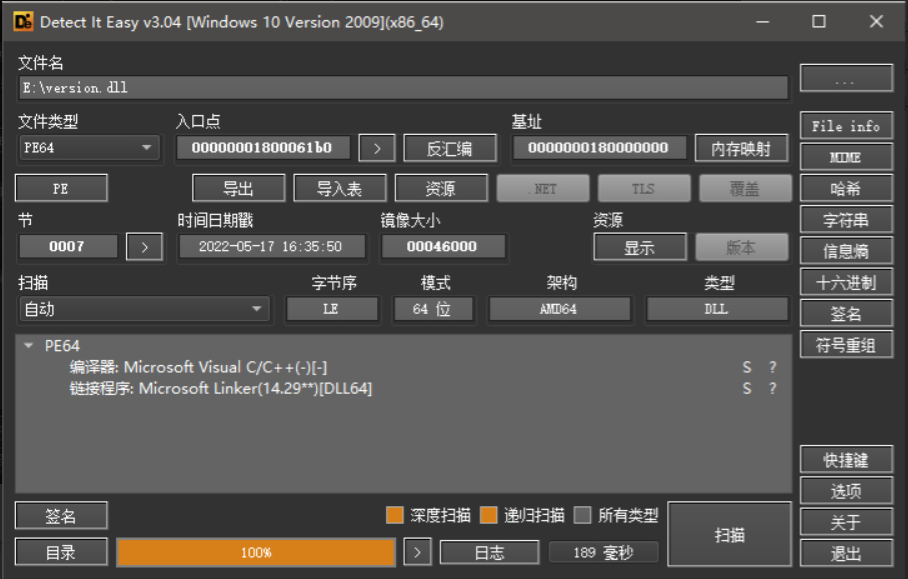 Detect It Easy v3.04 [Windows 10 Version 2009](x86_64)
文件名
E:\version.dll
...
文件类型 入口点 基址
PE64 00000001800061b0 > 反汇编 0000000180000000 内存映射
File info
MIME
PE 导出 导入表 资源 .NET TLS 覆盖
哈希
节 时间日期戳 镜像大小 资源
字符串
0007 > 2022-05-17 16:35:50 00046000 显示 版本
信息熵
扫描 字节序 模式 架构 类型
十六进制
自动 LE 64 位 AMD64 DLL
签名
符号重组
PE64
编译器: Microsoft Visual C/C++(-)[-] S ?
链接程序: Microsoft Linker(14.29**)[DLL64] S ?
快捷键
选项
签名 深度扫描 递归扫描 所有类型 扫描
关于
目录 100% > 日志 189 毫秒
退出